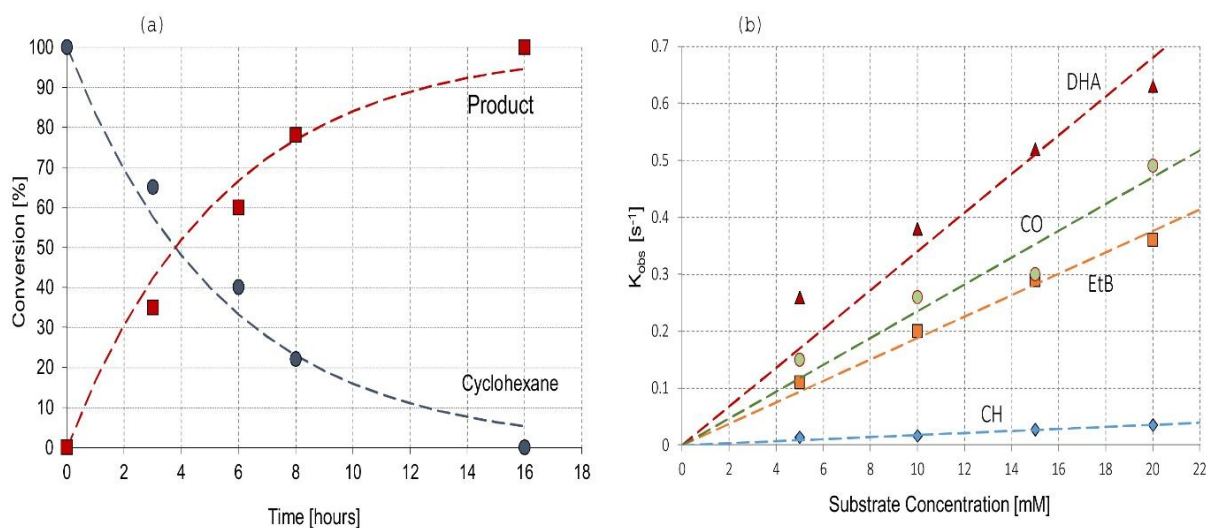 (a)
Conversion [%]
100
90
80
70
60
50
40
30
20
10
0
0 2 4 6 8 10 12 14 16 18
Time [hours]
Product
Cyclohexane
(b)
K_obs [s⁻¹]
0.7
0.6
0.5
0.4
0.3
0.2
0.1
0
0 2 4 6 8 10 12 14 16 18 20 22
Substrate Concentration [mM]
DHA
CO
EtB
CH